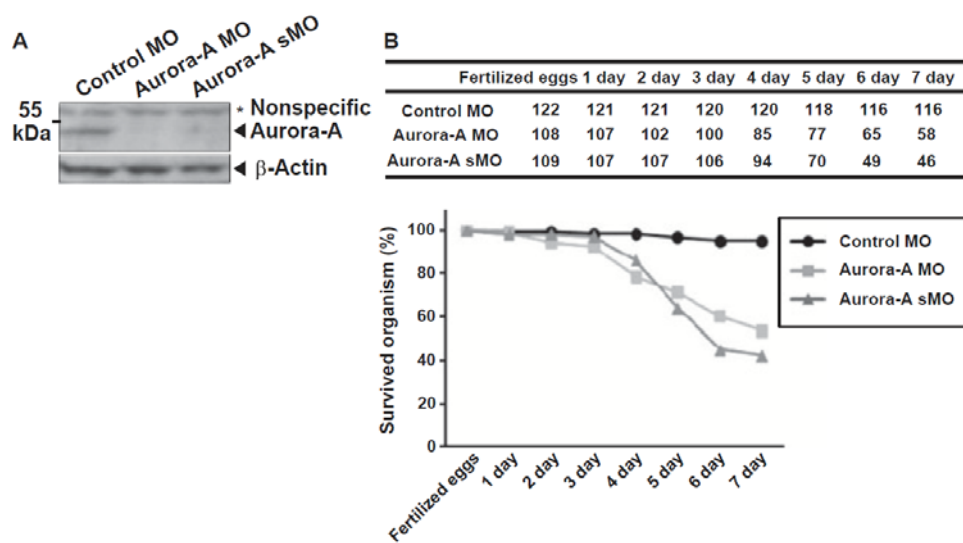 A
Control MO
Aurora-A MO
Aurora-A sMO
55
kDa
* Nonspecific
◄ Aurora-A
◄ β-Actin
B
Fertilized eggs 1 day 2 day 3 day 4 day 5 day 6 day 7 day
Control MO 122 121 121 120 120 118 116 116
Aurora-A MO 108 107 102 100 85 77 65 58
Aurora-A sMO 109 107 107 106 94 70 49 46
Survived organism (%)
100
80
60
40
20
0
Fertilized eggs
1 day
2 day
3 day
4 day
5 day
6 day
7 day
Control MO
Aurora-A MO
Aurora-A sMO